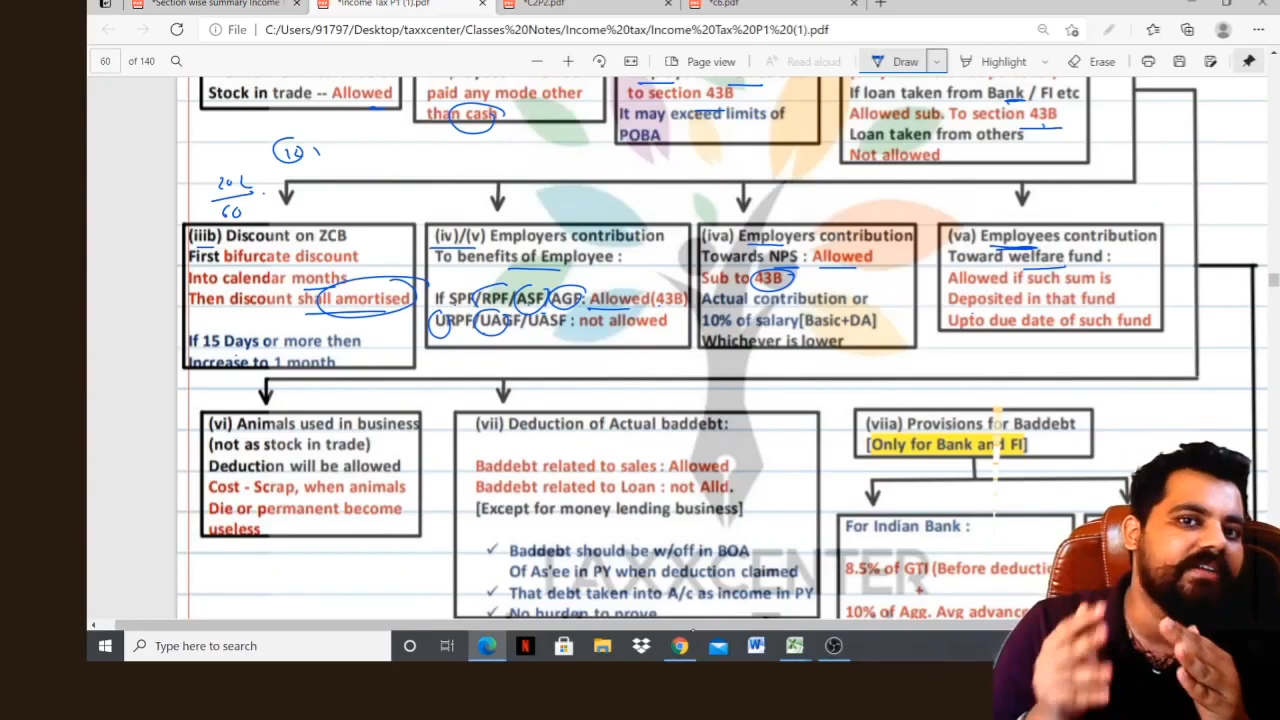 *Section wise summary Income
*Income Tax P1 (1).pdf
*C2P2.pdf
*c6.pdf
File
C:/Users/91797/Desktop/taxxcenter/Classes%20Notes/Income%20tax/Income%20Tax%20P1%20(1).pdf
60 of 140
Page view
Read aloud
Draw
Highlight
Erase
Stock in trade -- Allowed
paid any mode other
than cash
to section 43B
It may exceed limits of
POBA
If loan taken from Bank / FI etc
Allowed sub. To section 43B
Loan taken from others
Not allowed
20L
60
(iiib) Discount on ZCB
First bifurcate discount
Into calendar months
Then discount shall amortised
If 15 Days or more then
Increase to 1 month
(iv)/(v) Employers contribution
To benefits of Employee :
If SPF/RPF/ASF/AGF: Allowed(43B)
URPF/UAGF/UASF : not allowed
(iva) Employers contribution
Towards NPS : Allowed
Sub to 43B
Actual contribution or
10% of salary[Basic+DA]
Whichever is lower
(va) Employees contribution
Toward welfare fund :
Allowed if such sum is
Deposited in that fund
Upto due date of such fund
(vi) Animals used in business
(not as stock in trade)
Deduction will be allowed
Cost - Scrap, when animals
Die or permanent become
useless
(vii) Deduction of Actual baddebt:
Baddebt related to sales : Allowed
Baddebt related to Loan : not Alld.
[Except for money lending business]
✓ Baddebt should be w/off in BOA
Of As'ee in PY when deduction claimed
✓ That debt taken into A/c as income in PY
✓ No burden to prove
(viia) Provisions for Baddebt
[Only for Bank and FI]
For Indian Bank :
8.5% of GTI (Before deductio
+
10% of Agg. Avg advance
TAXXCENTER
Type here to search